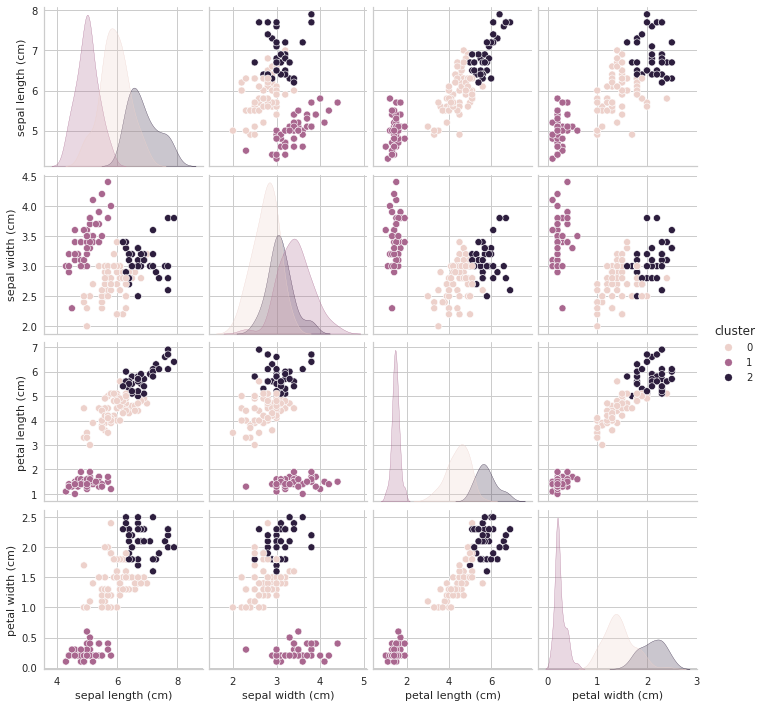 8
7
6
5
sepal length (cm)
4.5
4.0
3.5
3.0
2.5
2.0
sepal width (cm)
cluster
0
1
2
7
6
5
4
3
2
1
petal length (cm)
2.5
2.0
1.5
1.0
0.5
0.0
petal width (cm)
4 6 8
2 3 4 5
2 4 6
0 1 2 3
sepal length (cm) sepal width (cm) petal length (cm) petal width (cm)